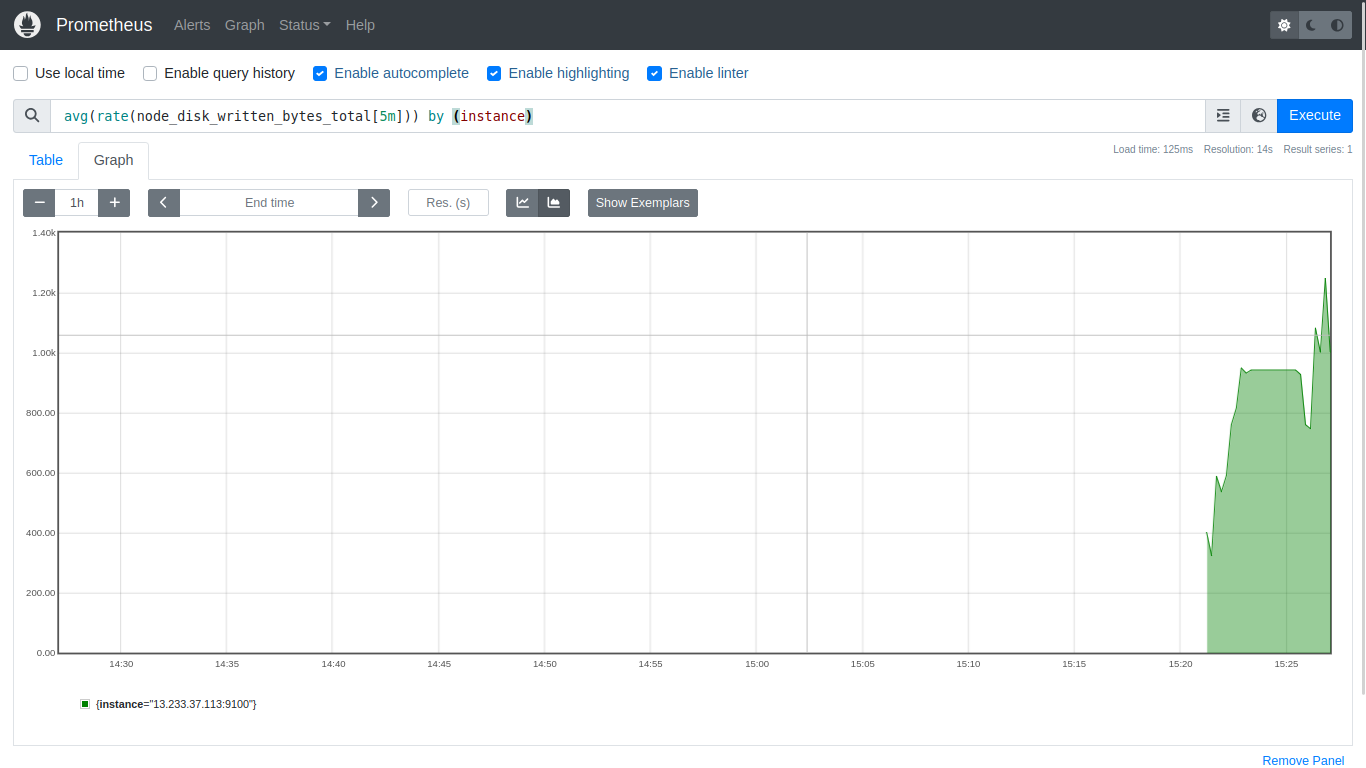 Prometheus Alerts Graph Status Help
Use local time Enable query history Enable autocomplete Enable highlighting Enable linter
avg(rate(node_disk_written_bytes_total[5m])) by (instance) Execute
Table Graph Load time: 125ms Resolution: 14s Result series: 1
1h End time Res. (s) Show Exemplars
1.40k
1.20k
1.00k
800.00
600.00
400.00
200.00
0.00
14:30 14:35 14:40 14:45 14:50 14:55 15:00 15:05 15:10 15:15 15:20 15:25
{instance="13.233.37.113:9100"}
Remove Panel